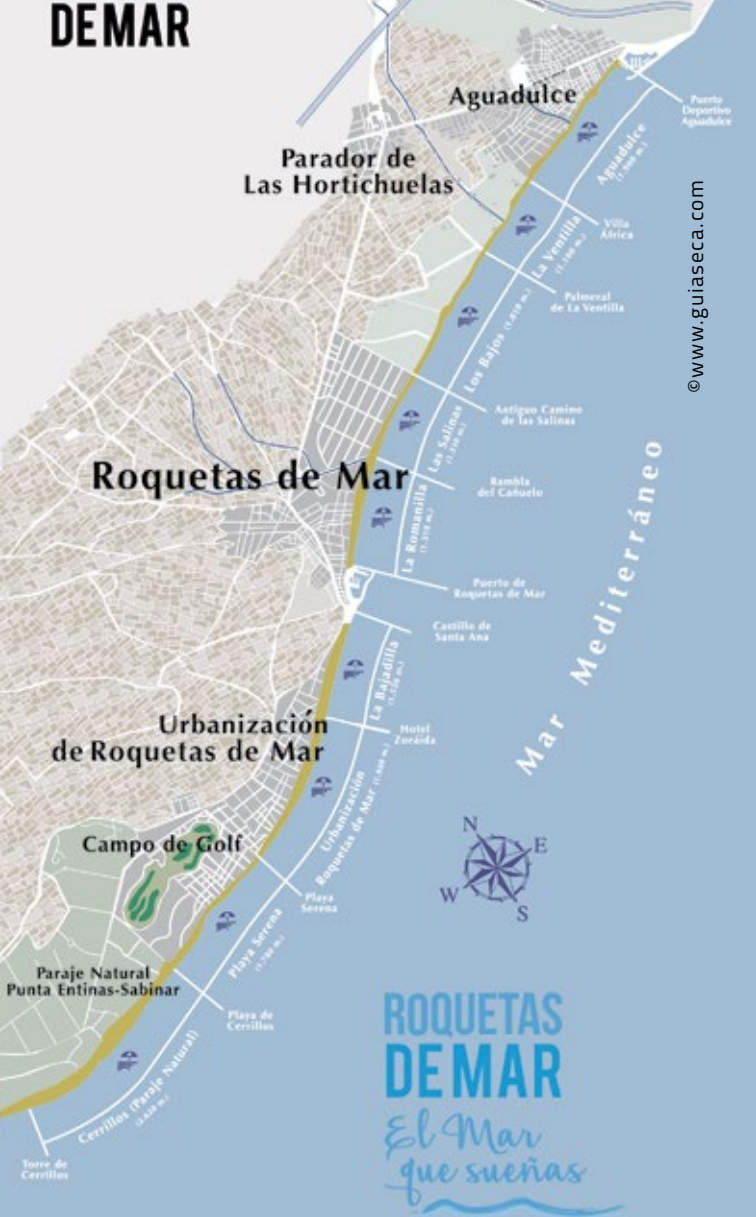 DE MAR
Aguadulce
Puerto
Deportivo
Aguadulce
Parador de
Las Hortichuelas
Aguadulce
Villa
África
La Ventilla
Palmeral
de La Ventilla
Los Bajos
©www.guiaseca.com
Antiguo Camino
de las Salinas
Las Salinas
Roquetas de Mar
Rambla
del Cañuelo
La Romanilla
Mar Mediterráneo
Puerto de
Roquetas de Mar
Castillo de
Santa Ana
La Bajadilla
Urbanización
de Roquetas de Mar
Hotel
Zoraida
Urbanización
Roquetas de Mar
Campo de Golf
N
E
W
S
Playa
Serena
Playa Serena
Paraje Natural
Punta Entinas-Sabinar
Playa de
Cerrillos
Cerrillos (Paraje Natural)
Torre de
Cerrillos
ROQUETAS
DE MAR
El Mar
que sueñas